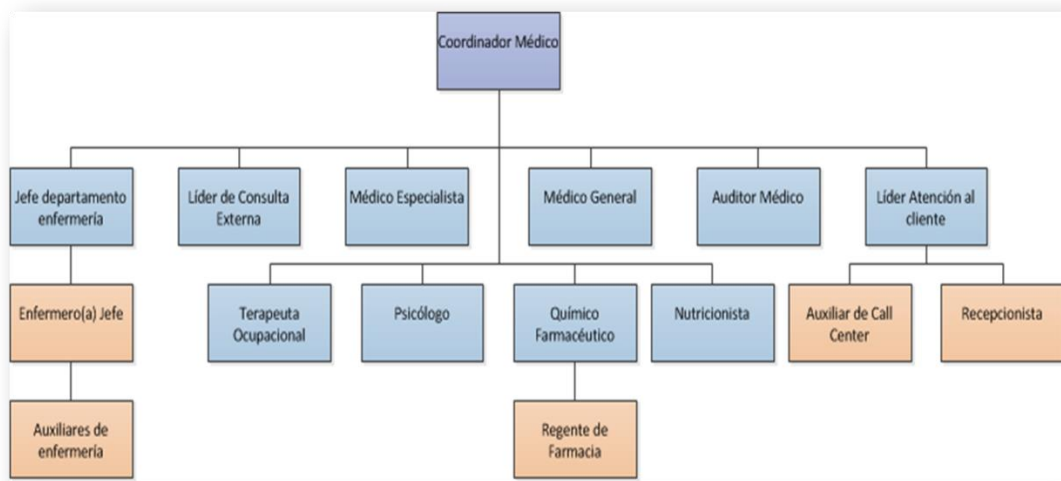 Coordinador Médico
Jefe departamento
enfermería
Líder de Consulta
Externa
Médico Especialista
Médico General
Auditor Médico
Líder Atención al
cliente
Enfermero(a) Jefe
Terapeuta
Ocupacional
Psicólogo
Químico
Farmacéutico
Nutricionista
Auxiliar de Call
Center
Recepcionista
Auxiliares de
enfermería
Regente de
Farmacia